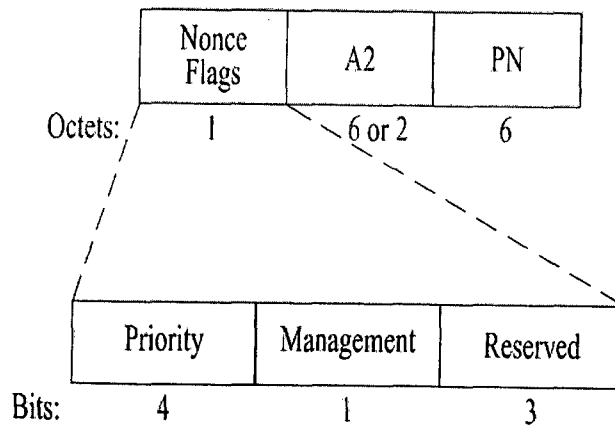 Nonce
Flags
A2
PN
Octets:
1
6 or 2
6
Priority
Management
Reserved
Bits:
4
1
3